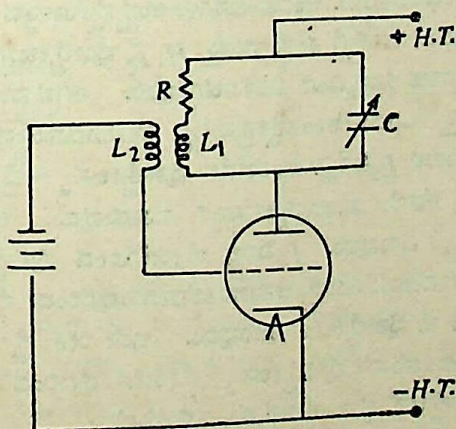 + H.T.
R
C
L₂
L₁
-H.T.